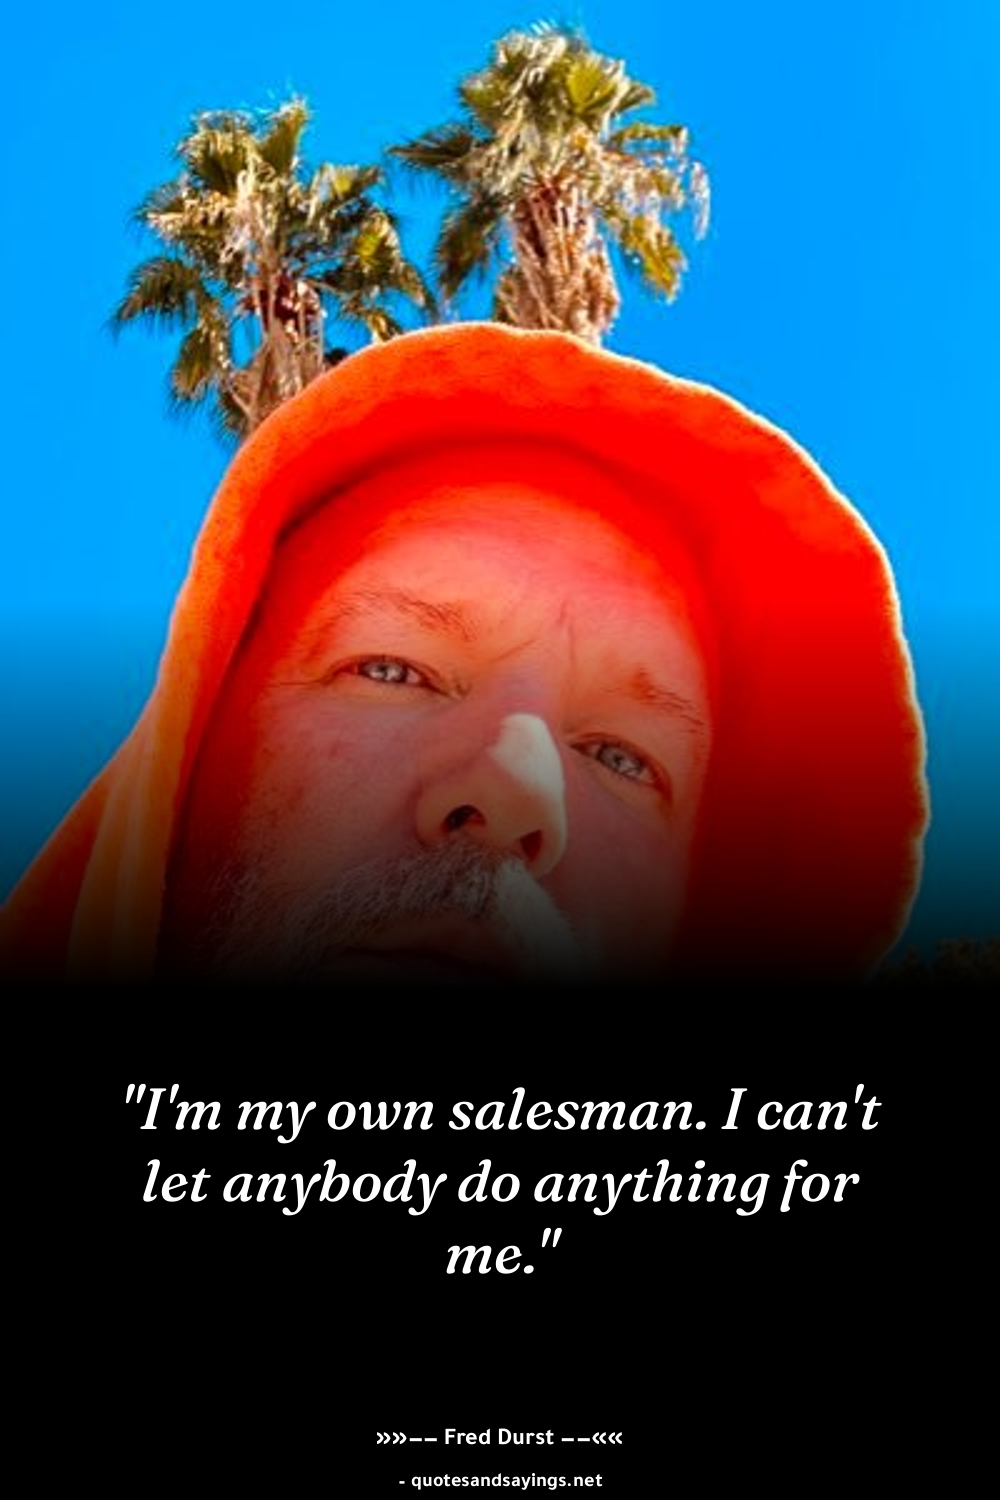 "I'm my own salesman. I can't
let anybody do anything for
me."
»»−− Fred Durst −−««
- quotesandsayings.net